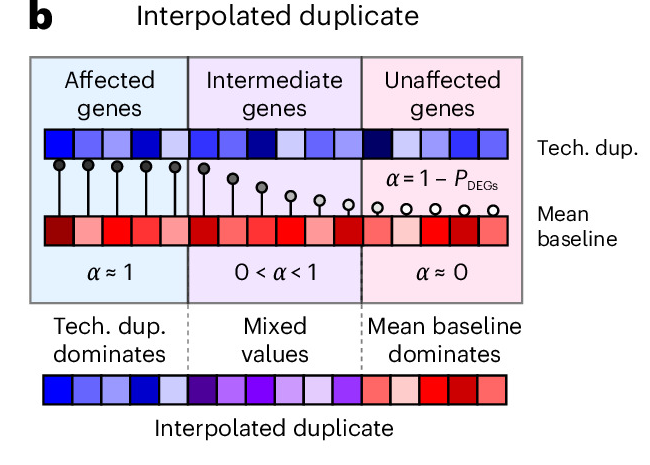 b Interpolated duplicate
Affected genes
Intermediate genes
Unaffected genes
Tech. dup.
α = 1 − P_DEGs
Mean baseline
α ≈ 1
0 < α < 1
α ≈ 0
Tech. dup. dominates
Mixed values
Mean baseline dominates
Interpolated duplicate